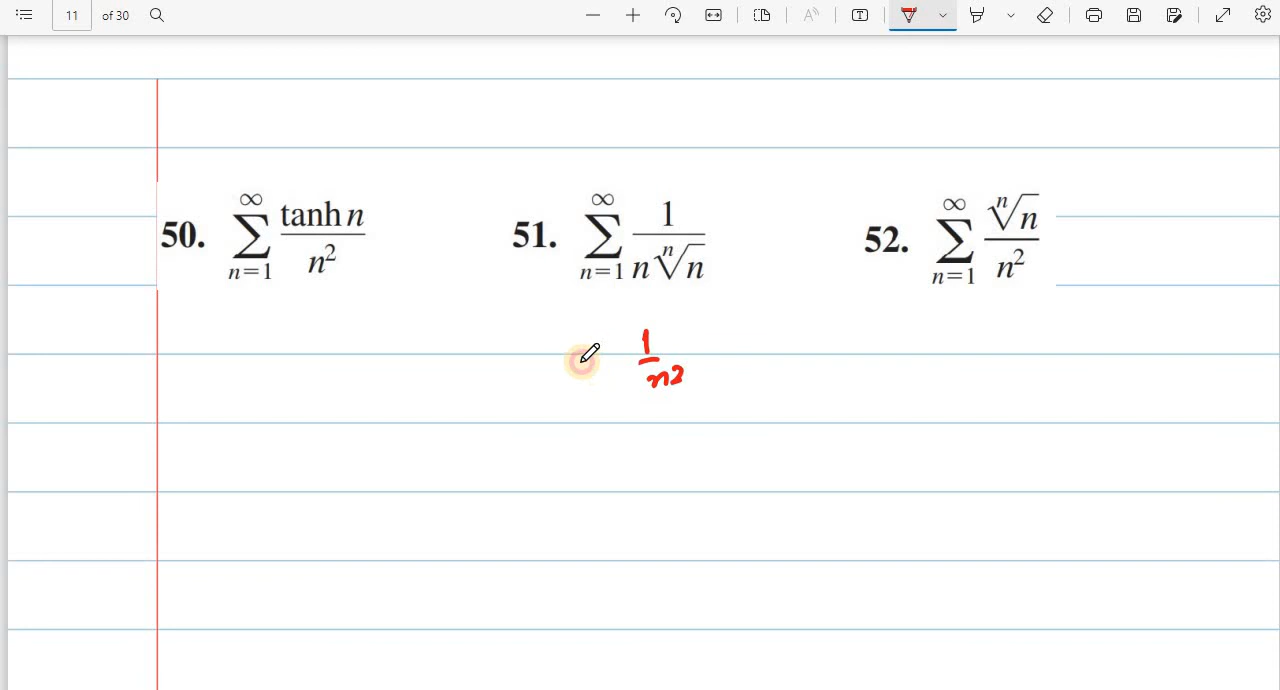 11 of 30
50. ∞ ∑ n=1 tanh n / n²
51. ∞ ∑ n=1 1 / n ⁿ√n
52. ∞ ∑ n=1 ⁿ√n / n²
1 / n2